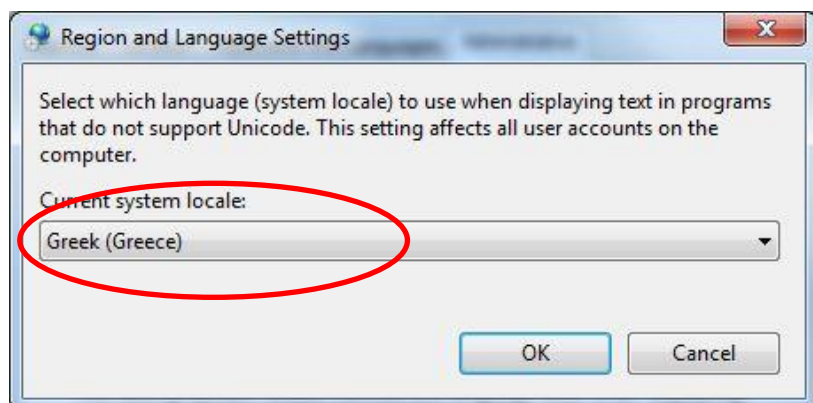 Region and Language Settings
Select which language (system locale) to use when displaying text in programs
that do not support Unicode. This setting affects all user accounts on the
computer.
Current system locale:
Greek (Greece)
OK
Cancel